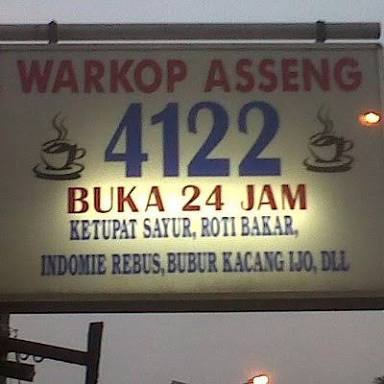 WARKOP ASSENG
4122
BUKA 24 JAM
KETUPAT SAYUR, ROTI BAKAR,
INDOMIE REBUS, BUBUR KACANG IJO, DLL